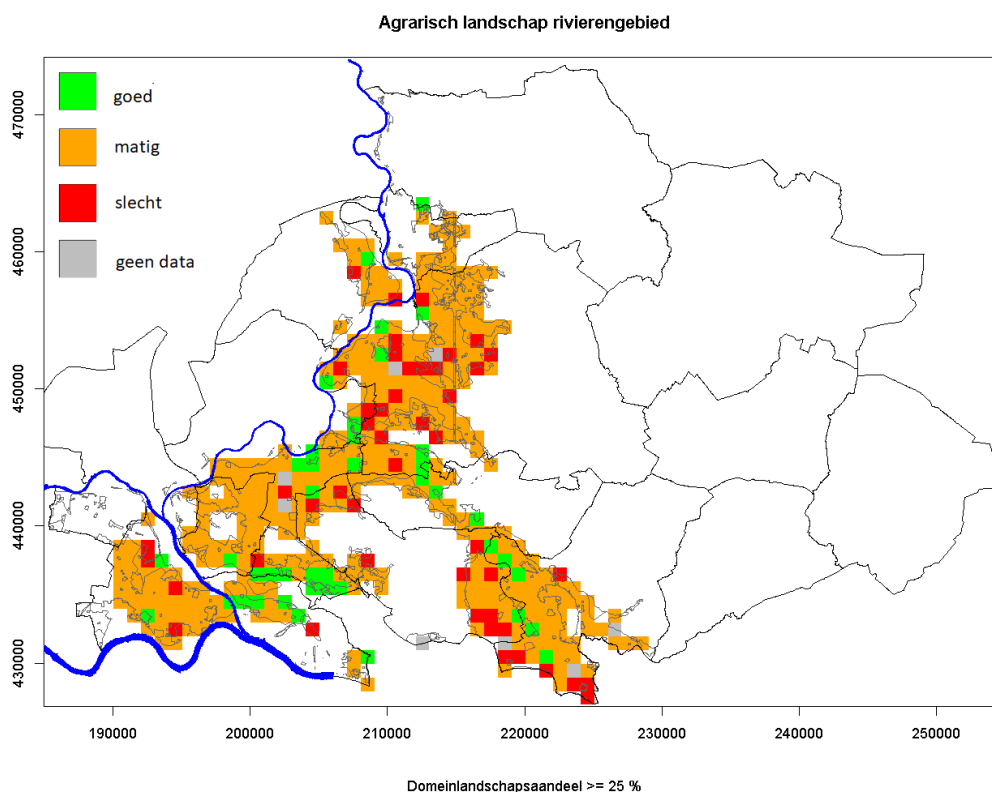 Agrarisch landschap rivierengebied
goed
matig
slecht
geen data
470000
460000
450000
440000
430000
190000 200000 210000 220000 230000 240000 250000
Domeinlandschapsaandeel >= 25 %